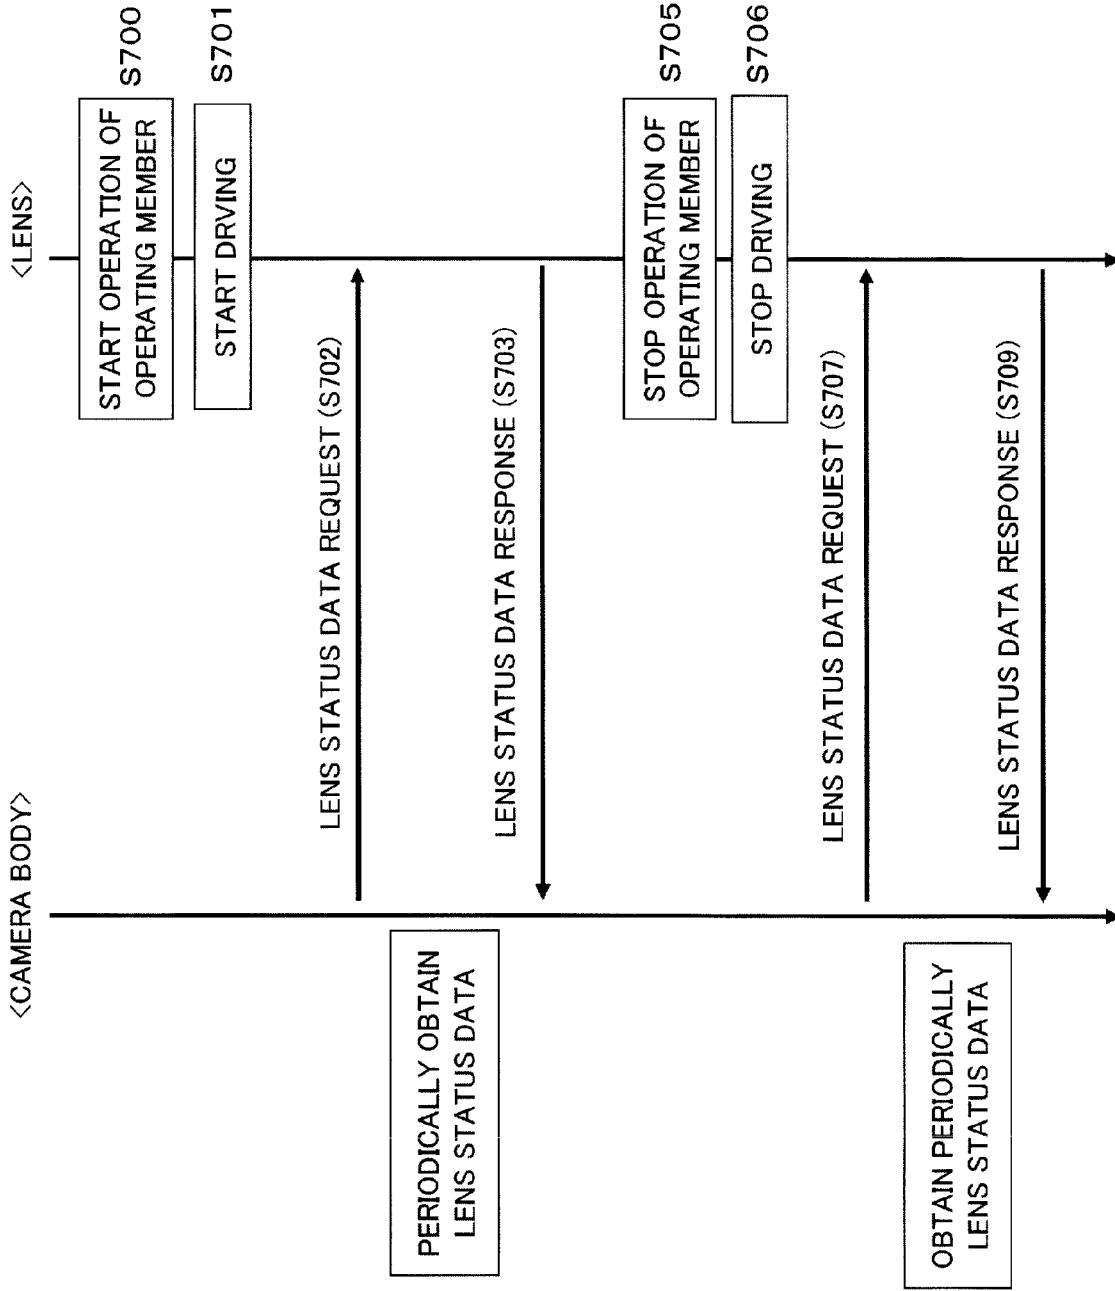 <CAMERA BODY>
<LENS>
START OPERATION OF
OPERATING MEMBER
S700
START DRVING
S701
LENS STATUS DATA REQUEST (S702)
PERIODICALLY OBTAIN
LENS STATUS DATA
LENS STATUS DATA RESPONSE (S703)
STOP OPERATION OF
OPERATING MEMBER
S705
STOP DRIVING
S706
LENS STATUS DATA REQUEST (S707)
OBTAIN PERIODICALLY
LENS STATUS DATA
LENS STATUS DATA RESPONSE (S709)